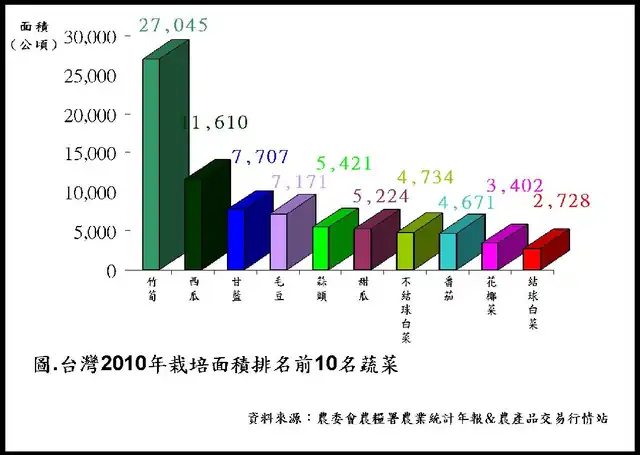 面積
(公頃)
30,000
25,000
20,000
15,000
10,000
5,000
0
27,045
11,610
7,707
7,171
5,421
5,224
4,734
4,671
3,402
2,728
竹筍
西瓜
甘藍
毛豆
蒜頭
甜瓜
不結球白菜
番茄
花椰菜
結球白菜
圖.台灣2010年栽培面積排名前10名蔬菜
資料來源：農委會農糧署農業統計年報&農產品交易行情站